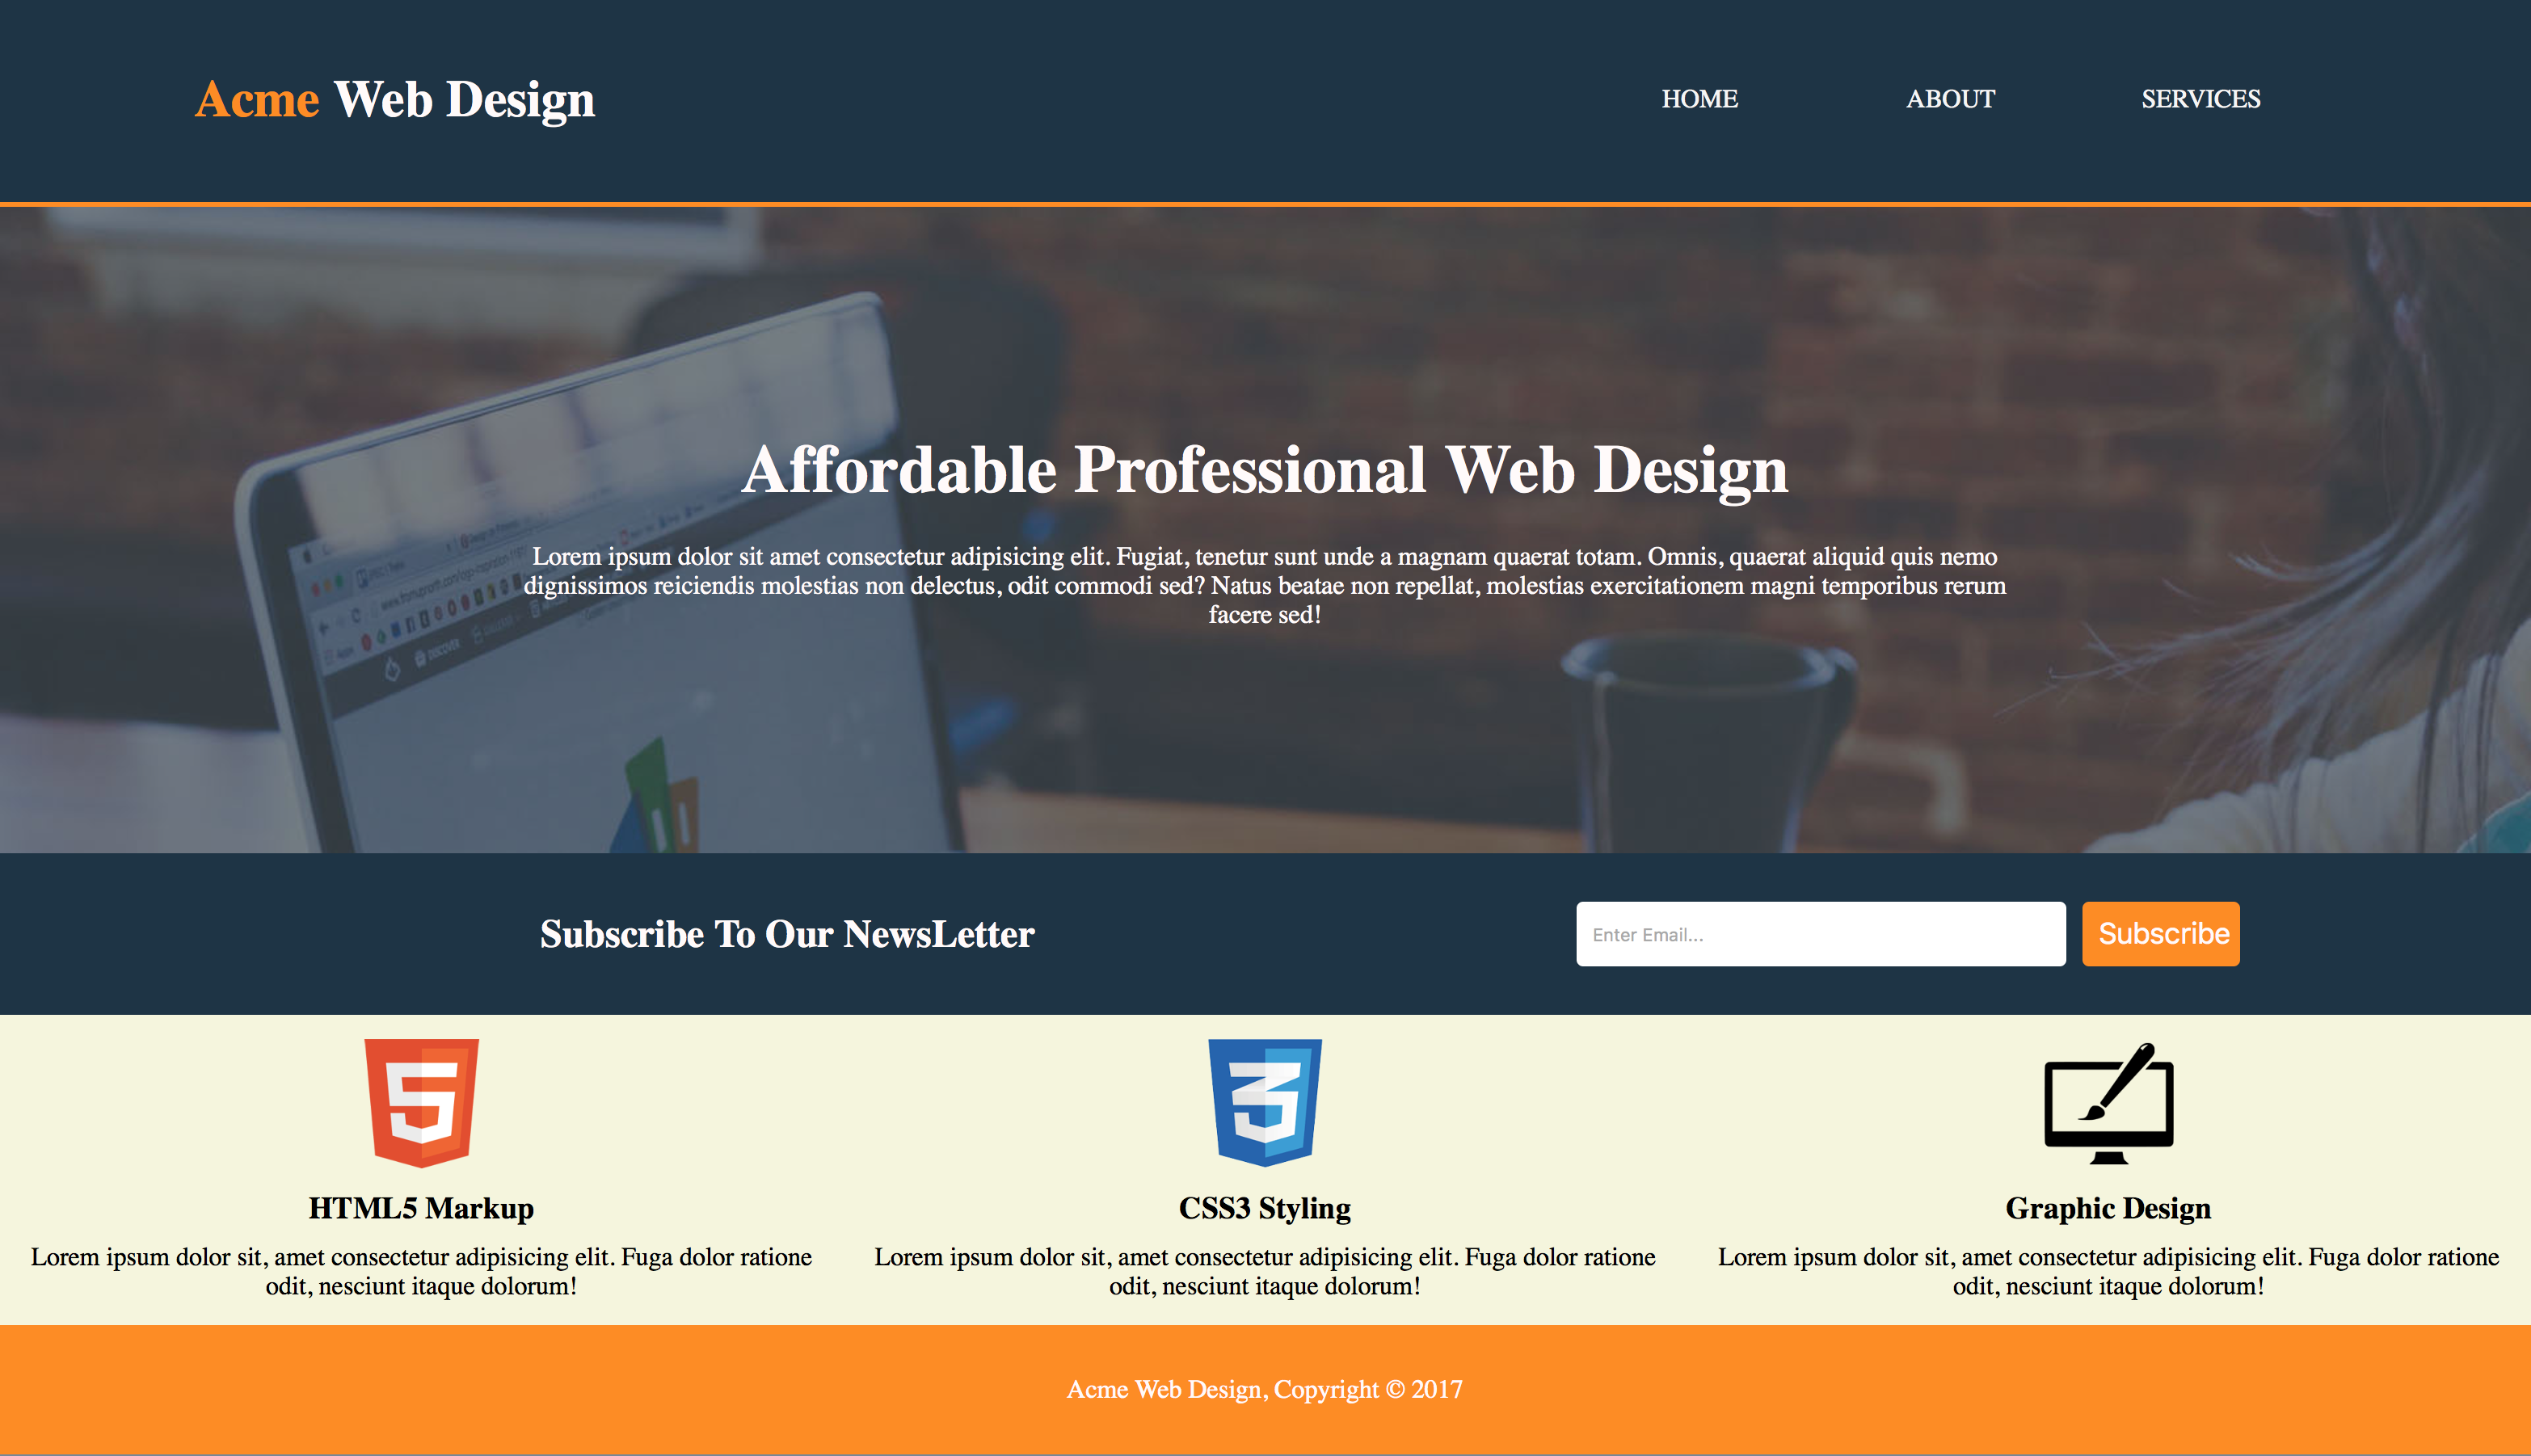 Acme Web Design
HOME ABOUT SERVICES
Affordable Professional Web Design
Lorem ipsum dolor sit amet consectetur adipisicing elit. Fugiat, tenetur sunt unde a magnam quaerat totam. Omnis, quaerat aliquid quis nemo
dignissimos reiciendis molestias non delectus, odit commodi sed? Natus beatae non repellat, molestias exercitationem magni temporibus rerum
facere sed!
DISCOVER
Subscribe To Our NewsLetter
Enter Email...
Subscribe
HTML5 Markup
Lorem ipsum dolor sit, amet consectetur adipisicing elit. Fuga dolor ratione
odit, nesciunt itaque dolorum!
CSS3 Styling
Lorem ipsum dolor sit, amet consectetur adipisicing elit. Fuga dolor ratione
odit, nesciunt itaque dolorum!
Graphic Design
Lorem ipsum dolor sit, amet consectetur adipisicing elit. Fuga dolor ratione
odit, nesciunt itaque dolorum!
Acme Web Design, Copyright © 2017